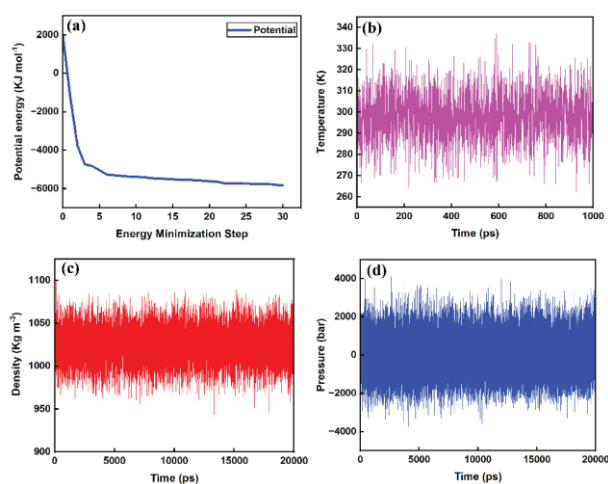 (a)
Potential
2000
0
-2000
-4000
-6000
Potential energy (KJ mol⁻¹)
0 5 10 15 20 25 30
Energy Minimization Step
(b)
340
330
320
310
300
290
280
270
260
Temperature (K)
0 200 400 600 800 1000
Time (ps)
(c)
1100
1050
1000
950
900
Density (Kg m⁻³)
0 5000 10000 15000 20000
Time (ps)
(d)
4000
2000
0
-2000
-4000
Pressure (bar)
0 5000 10000 15000 20000
Time (ps)